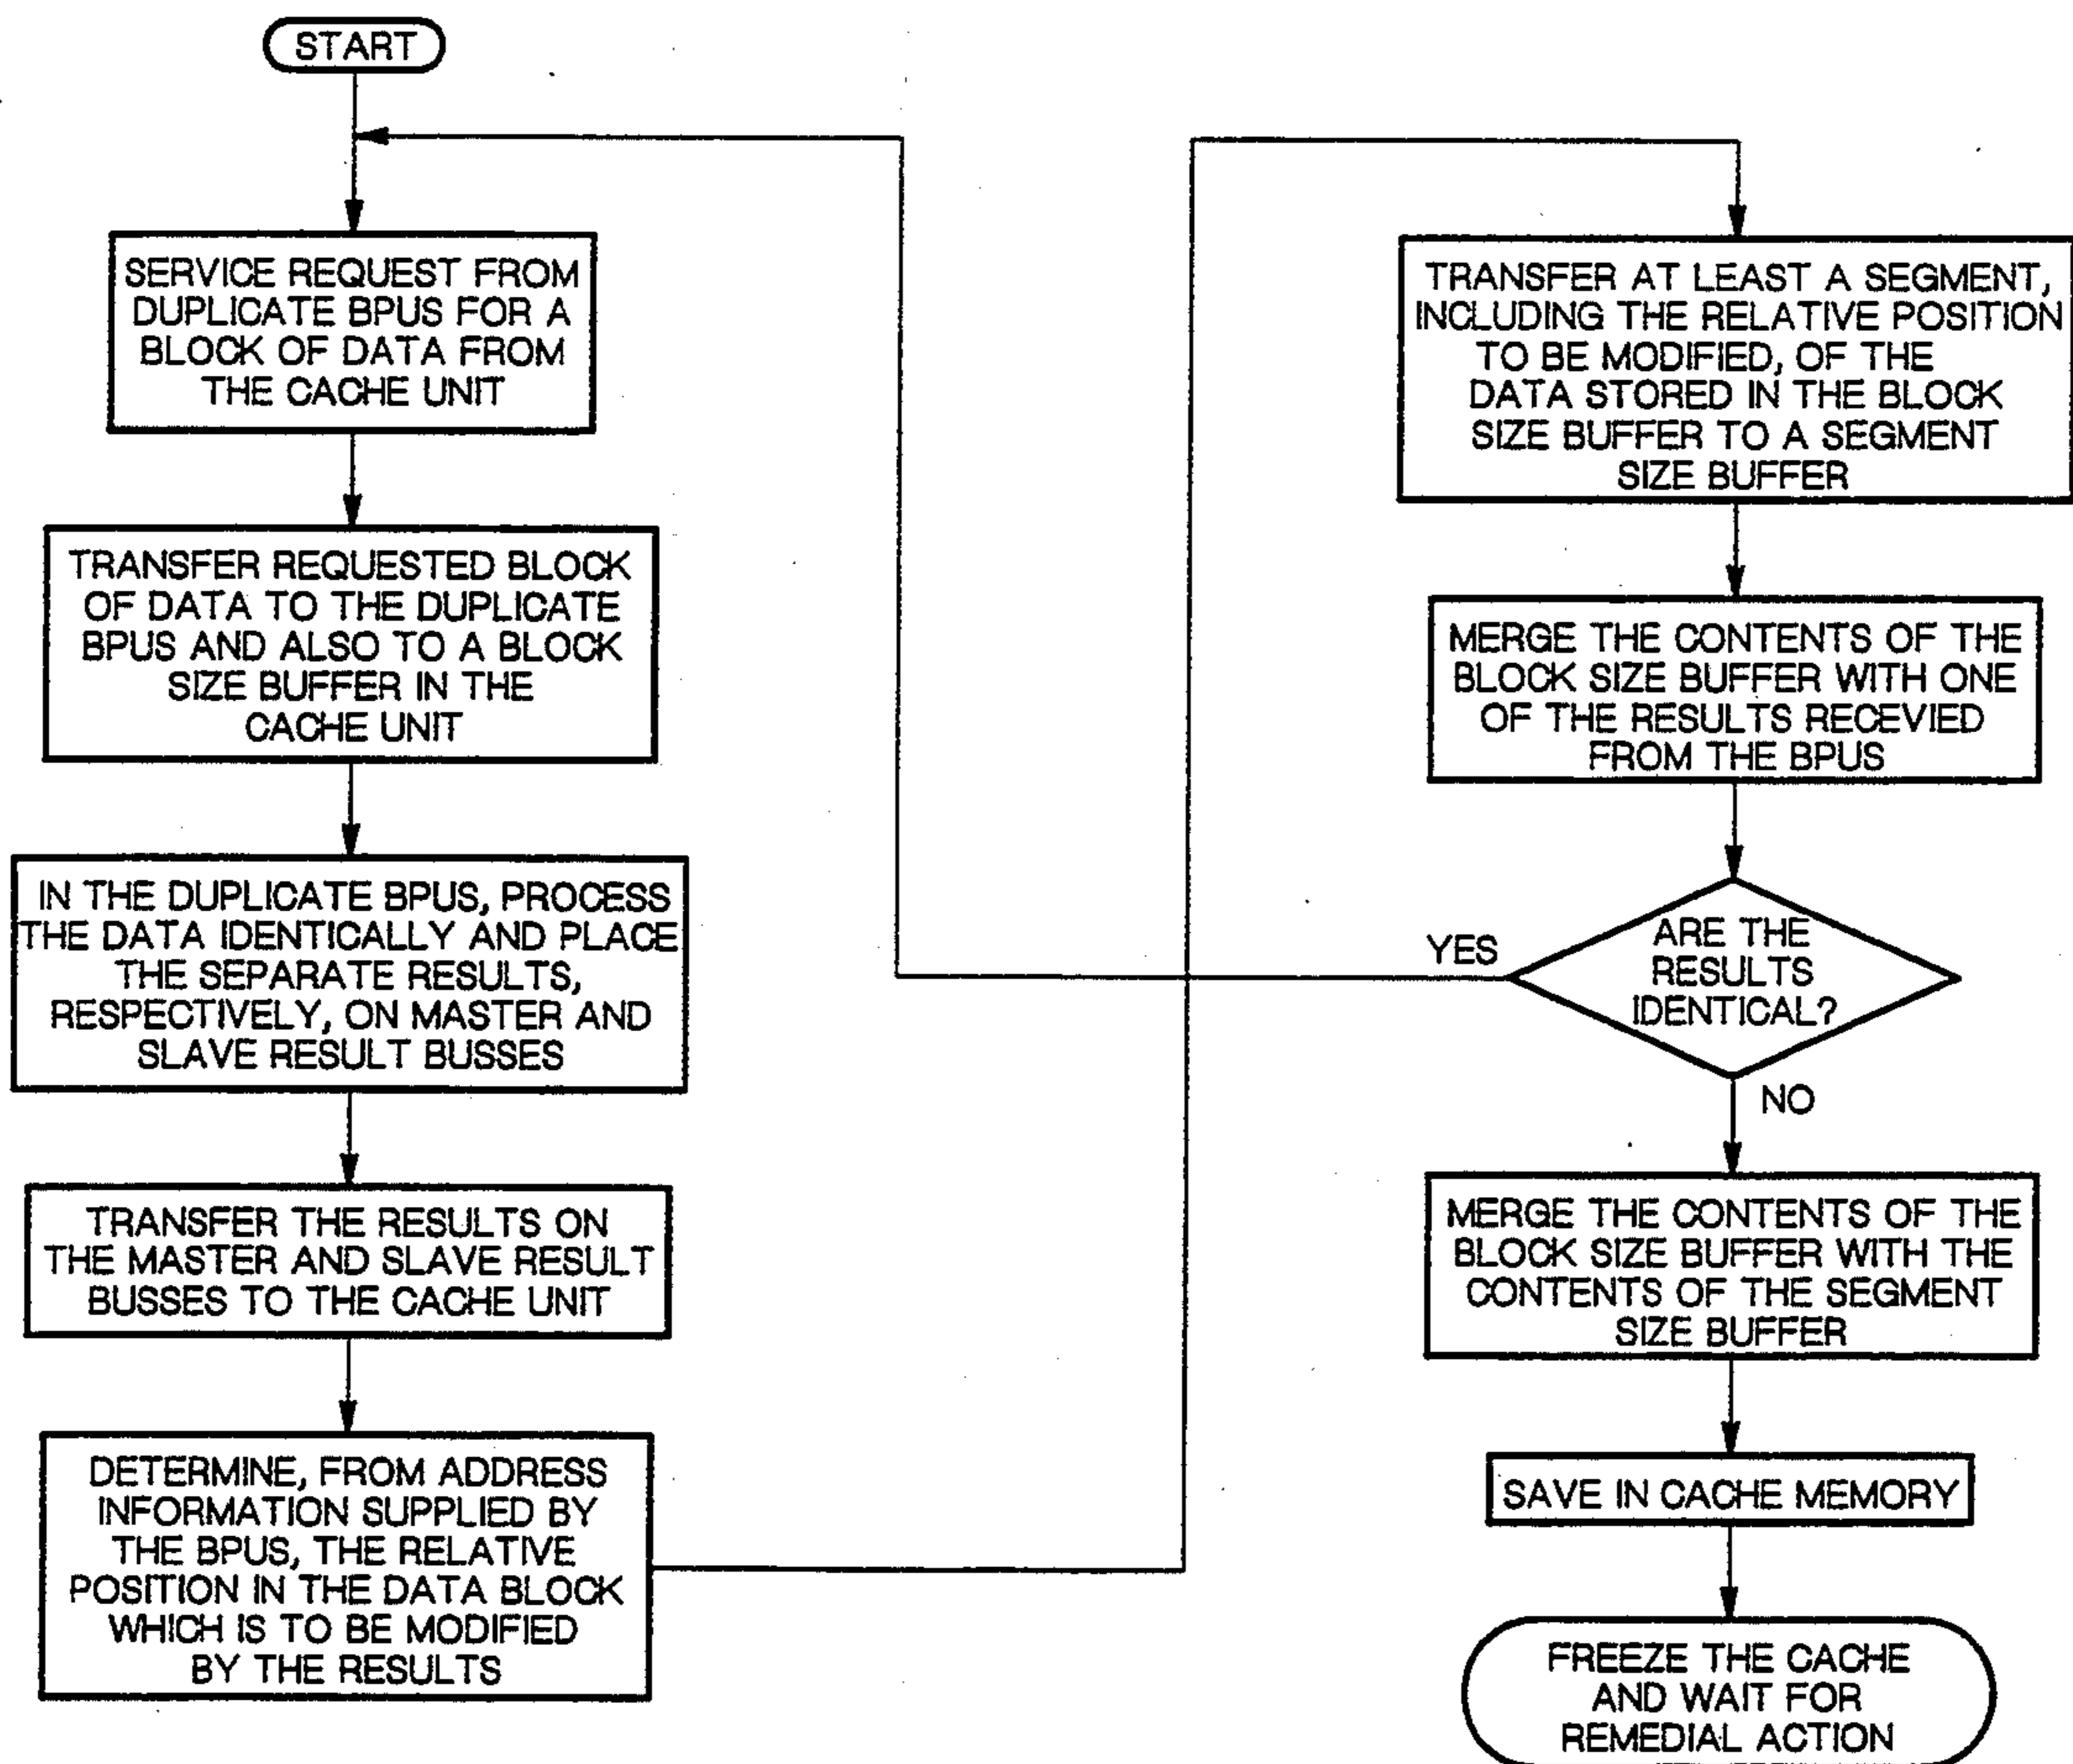 START
SERVICE REQUEST FROM
DUPLICATE BPUS FOR A
BLOCK OF DATA FROM
THE CACHE UNIT
TRANSFER REQUESTED BLOCK
OF DATA TO THE DUPLICATE
BPUS AND ALSO TO A BLOCK
SIZE BUFFER IN THE
CACHE UNIT
IN THE DUPLICATE BPUS, PROCESS
THE DATA IDENTICALLY AND PLACE
THE SEPARATE RESULTS,
RESPECTIVELY, ON MASTER AND
SLAVE RESULT BUSSES
TRANSFER THE RESULTS ON
THE MASTER AND SLAVE RESULT
BUSSES TO THE CACHE UNIT
DETERMINE, FROM ADDRESS
INFORMATION SUPPLIED BY
THE BPUS, THE RELATIVE
POSITION IN THE DATA BLOCK
WHICH IS TO BE MODIFIED
BY THE RESULTS
TRANSFER AT LEAST A SEGMENT,
INCLUDING THE RELATIVE POSITION
TO BE MODIFIED, OF THE
DATA STORED IN THE BLOCK
SIZE BUFFER TO A SEGMENT
SIZE BUFFER
MERGE THE CONTENTS OF THE
BLOCK SIZE BUFFER WITH ONE
OF THE RESULTS RECEVIED
FROM THE BPUS
ARE THE
RESULTS
IDENTICAL?
YES
NO
MERGE THE CONTENTS OF THE
BLOCK SIZE BUFFER WITH THE
CONTENTS OF THE SEGMENT
SIZE BUFFER
SAVE IN CACHE MEMORY
FREEZE THE CACHE
AND WAIT FOR
REMEDIAL ACTION